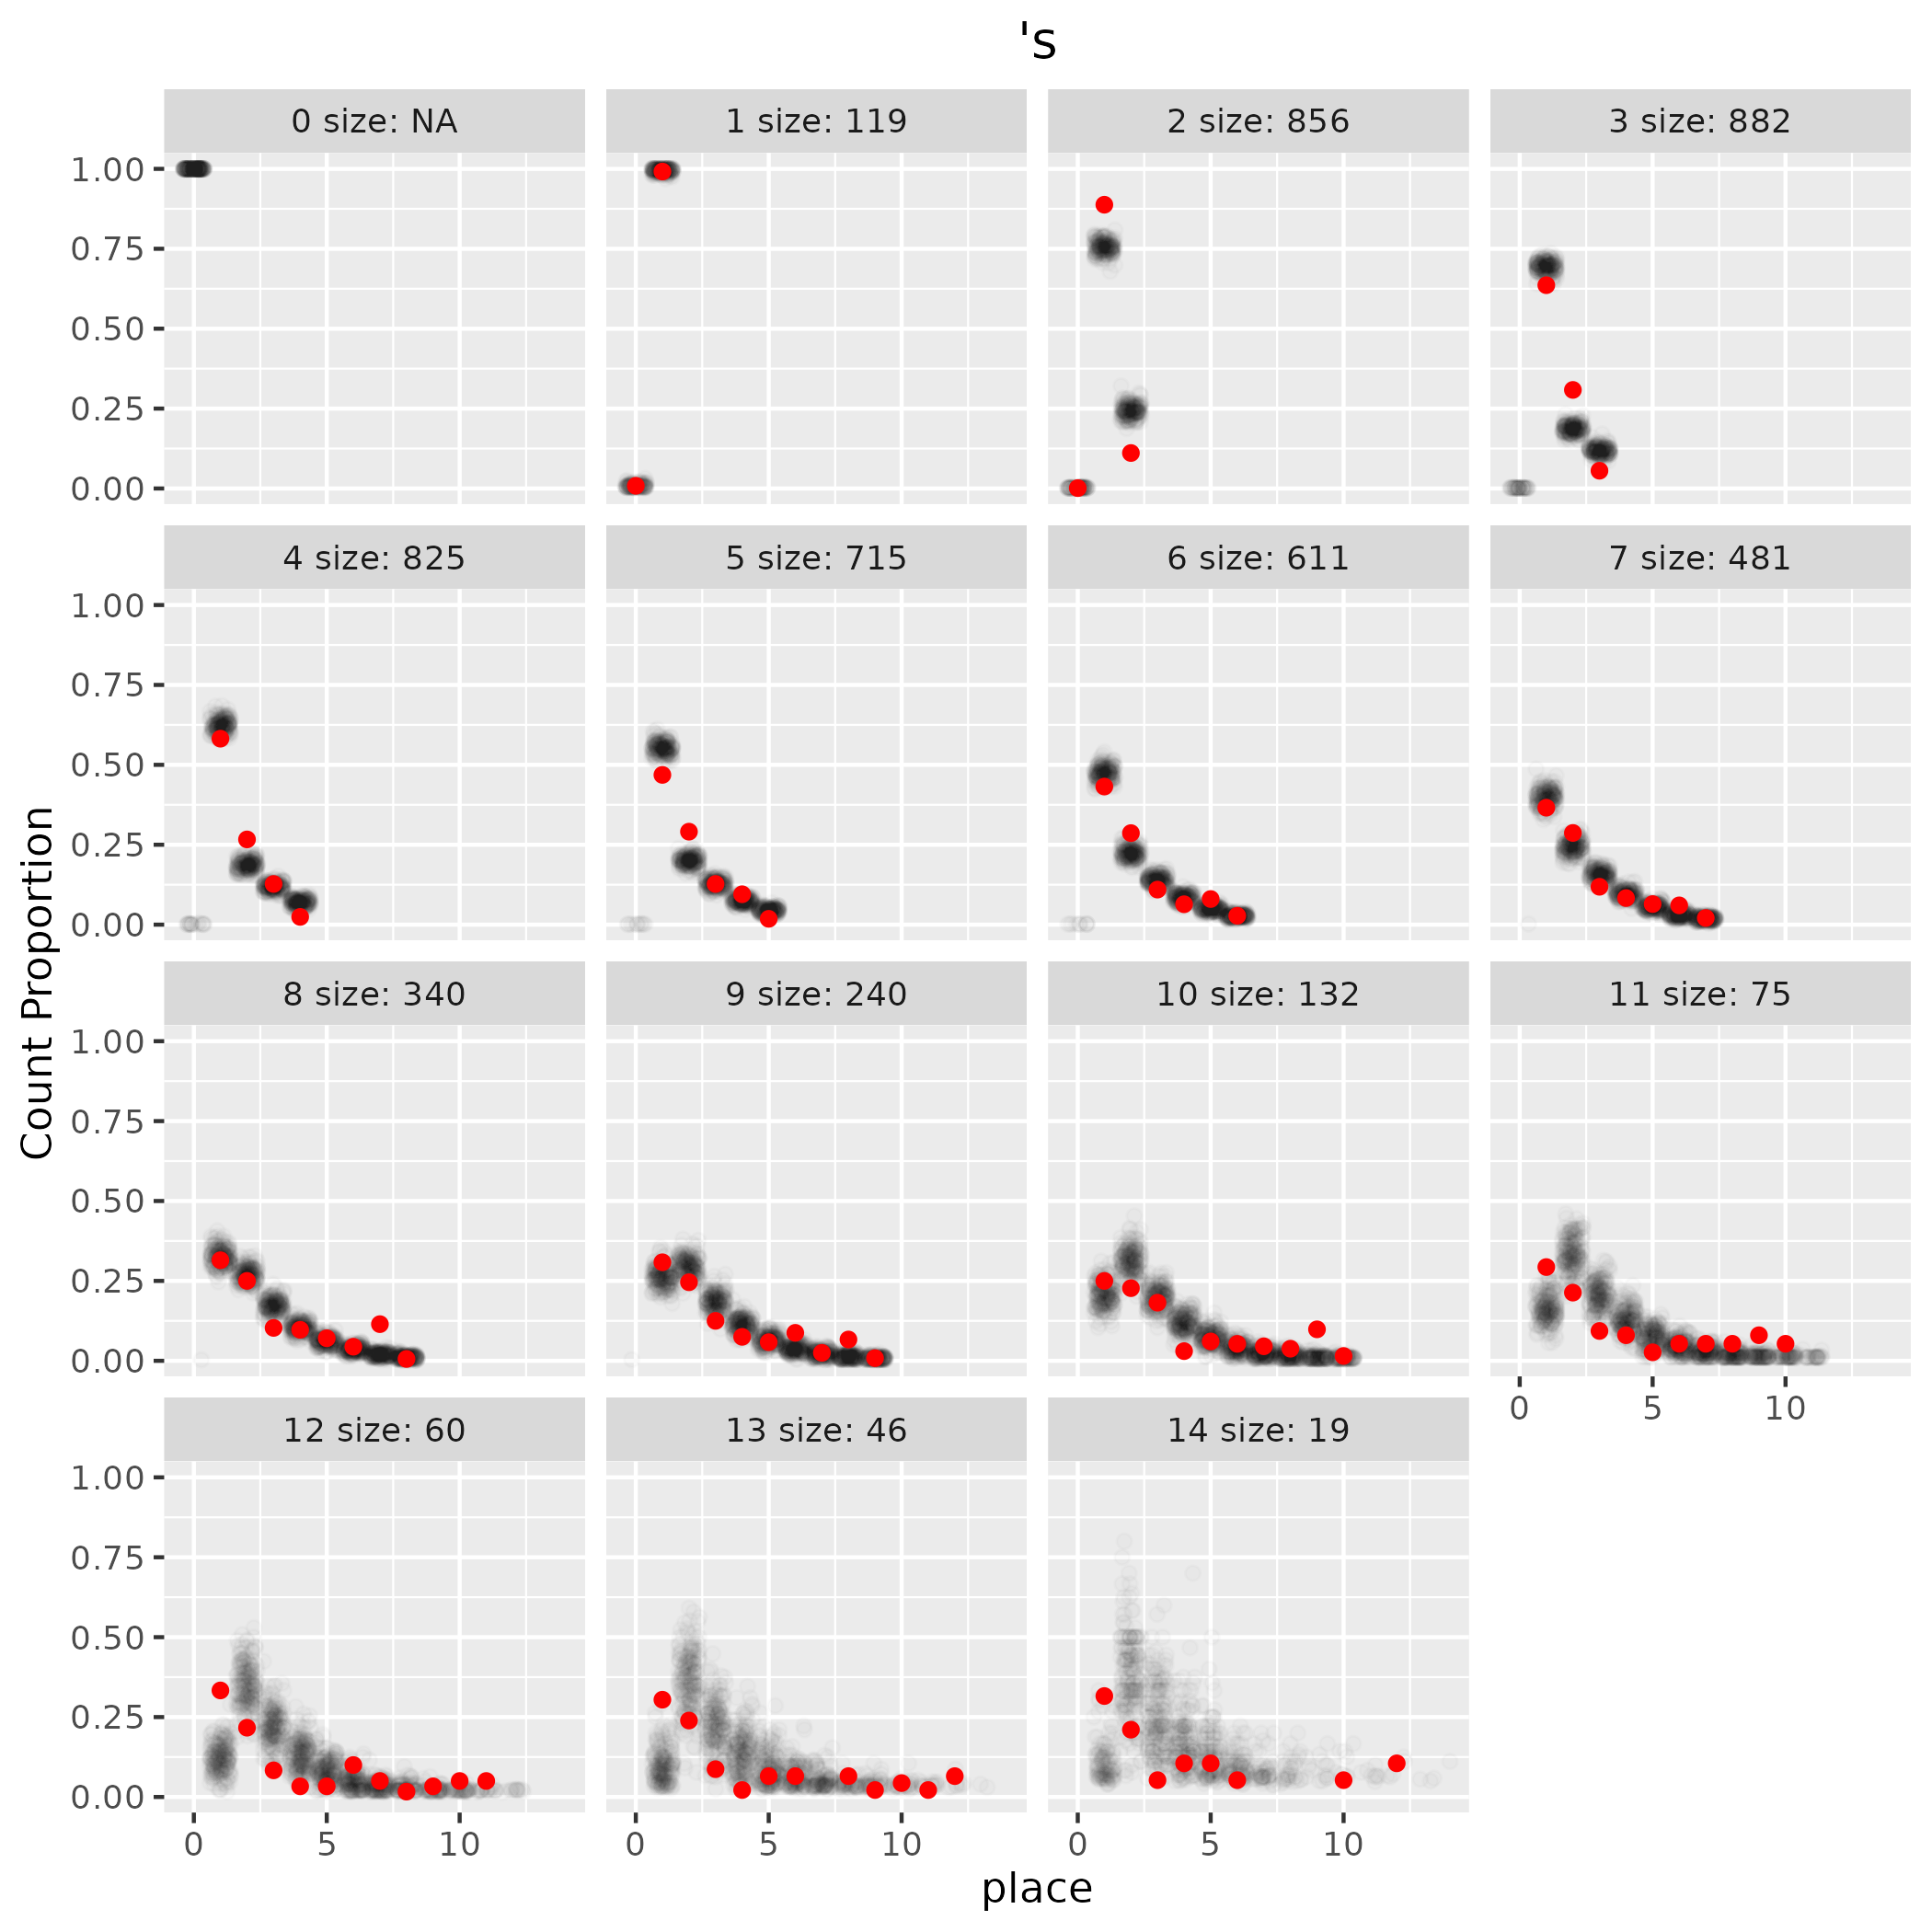 's
0 size: NA
1 size: 119
2 size: 856
3 size: 882
1.00
0.75
0.50
0.25
0.00
4 size: 825
5 size: 715
6 size: 611
7 size: 481
1.00
0.75
0.50
0.25
0.00
Count Proportion
8 size: 340
9 size: 240
10 size: 132
11 size: 75
1.00
0.75
0.50
0.25
0.00
0 5 10
12 size: 60
13 size: 46
14 size: 19
1.00
0.75
0.50
0.25
0.00
0 5 10
0 5 10
0 5 10
place